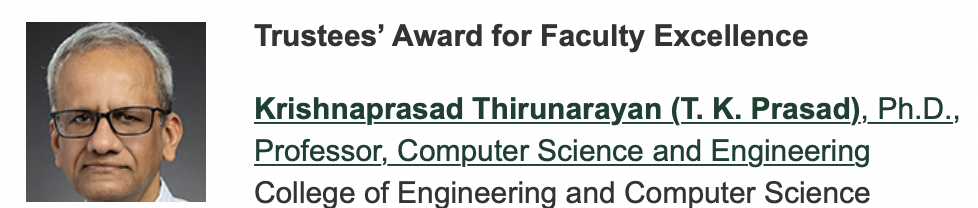 Trustees’ Award for Faculty Excellence
Krishnaprasad Thirunarayan (T. K. Prasad), Ph.D.,
Professor, Computer Science and Engineering
College of Engineering and Computer Science